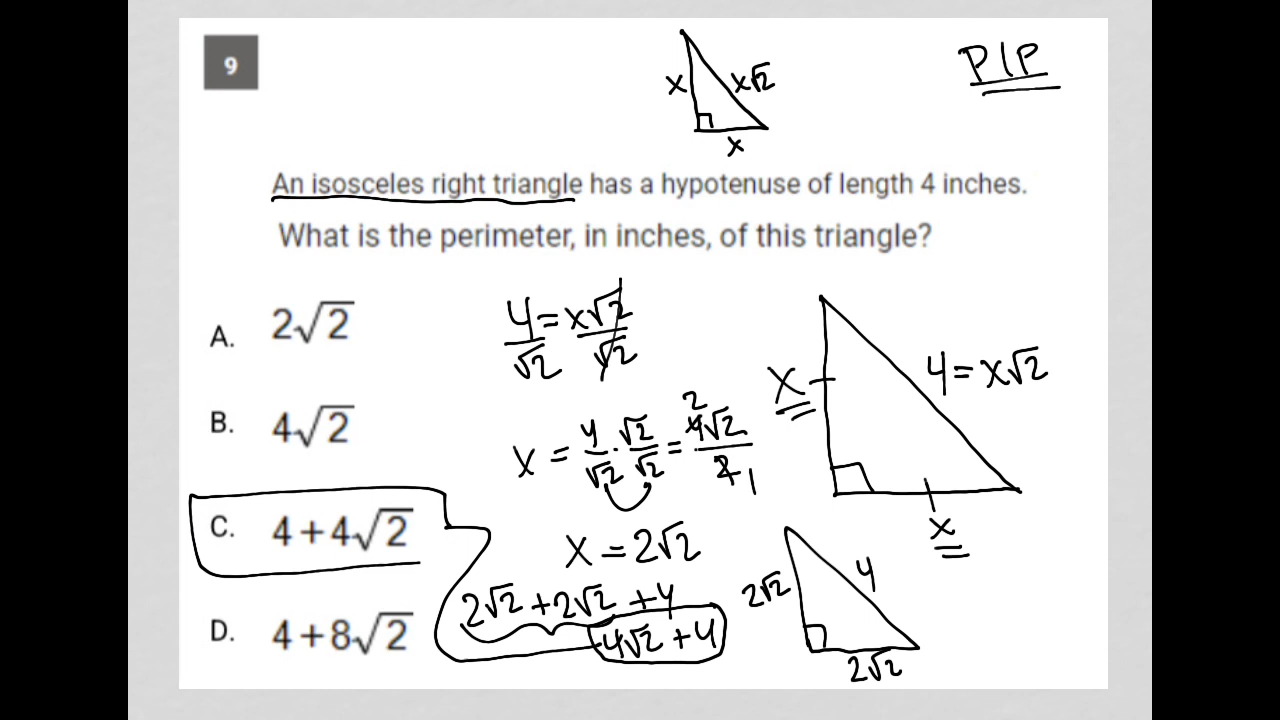 9
PIP
x
x√2
x
An isosceles right triangle has a hypotenuse of length 4 inches.
What is the perimeter, in inches, of this triangle?
A. 2√2
B. 4√2
C. 4+4√2
D. 4+8√2
4/√2 = x√2/√2
x = 4/√2 · √2/√2 = 4√2/2
2
1
x = 2√2
2√2 + 2√2 + 4
4√2 + 4
x
4 = x√2
x
2√2
4
2√2